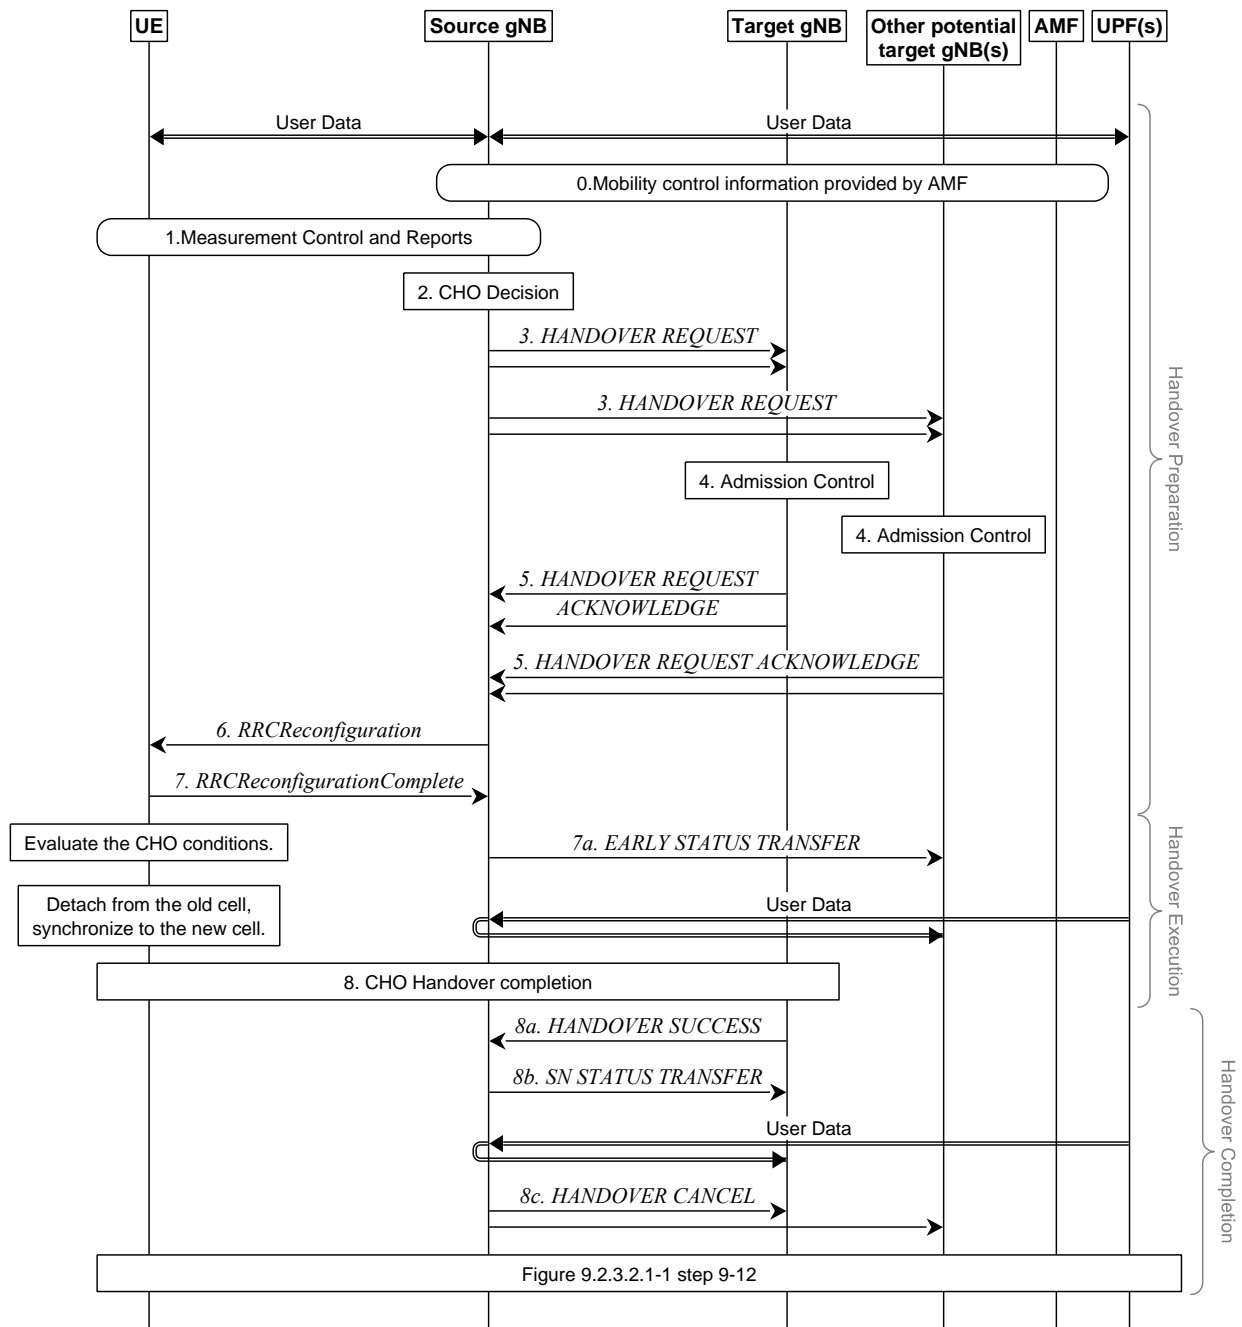 UE
Source gNB
Target gNB
Other potential
target gNB(s)
AMF
UPF(s)
User Data
User Data
0.Mobility control information provided by AMF
1.Measurement Control and Reports
2. CHO Decision
3. HANDOVER REQUEST
3. HANDOVER REQUEST
4. Admission Control
4. Admission Control
5. HANDOVER REQUEST
ACKNOWLEDGE
5. HANDOVER REQUEST ACKNOWLEDGE
6. RRCReconfiguration
7. RRCReconfigurationComplete
Handover Preparation
Evaluate the CHO conditions.
7a. EARLY STATUS TRANSFER
Detach from the old cell,
synchronize to the new cell.
User Data
8. CHO Handover completion
Handover Execution
8a. HANDOVER SUCCESS
8b. SN STATUS TRANSFER
User Data
8c. HANDOVER CANCEL
Handover Completion
Figure 9.2.3.2.1-1 step 9-12